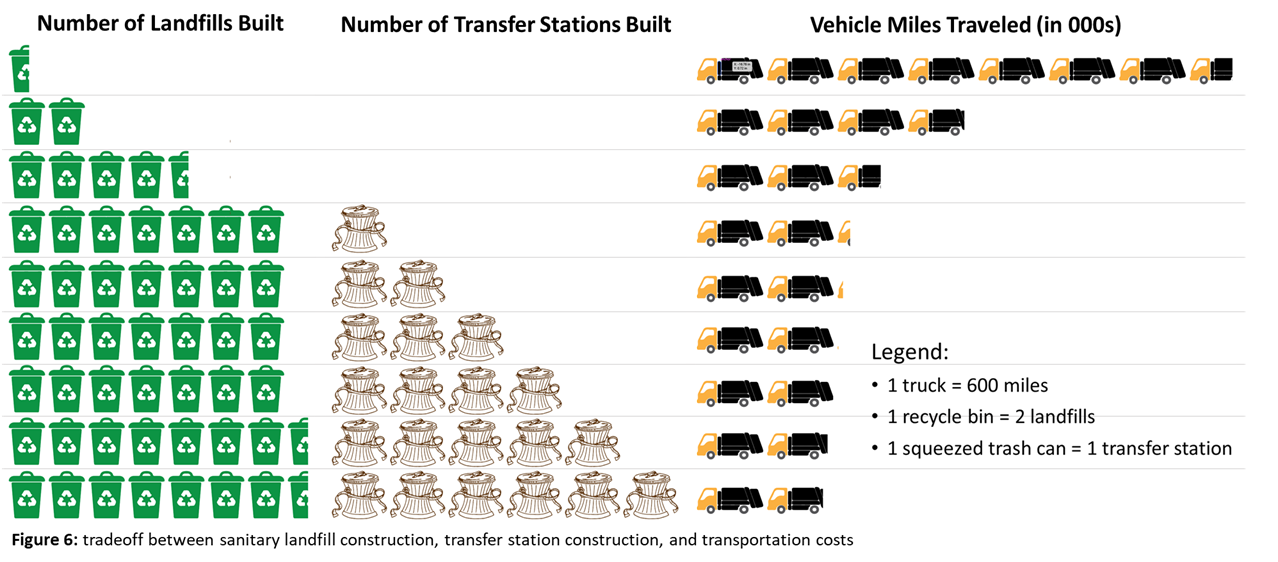 Number of Landfills Built
Number of Transfer Stations Built
Vehicle Miles Traveled (in 000s)
Legend:
• 1 truck = 600 miles
• 1 recycle bin = 2 landfills
• 1 squeezed trash can = 1 transfer station
Figure 6: tradeoff between sanitary landfill construction, transfer station construction, and transportation costs